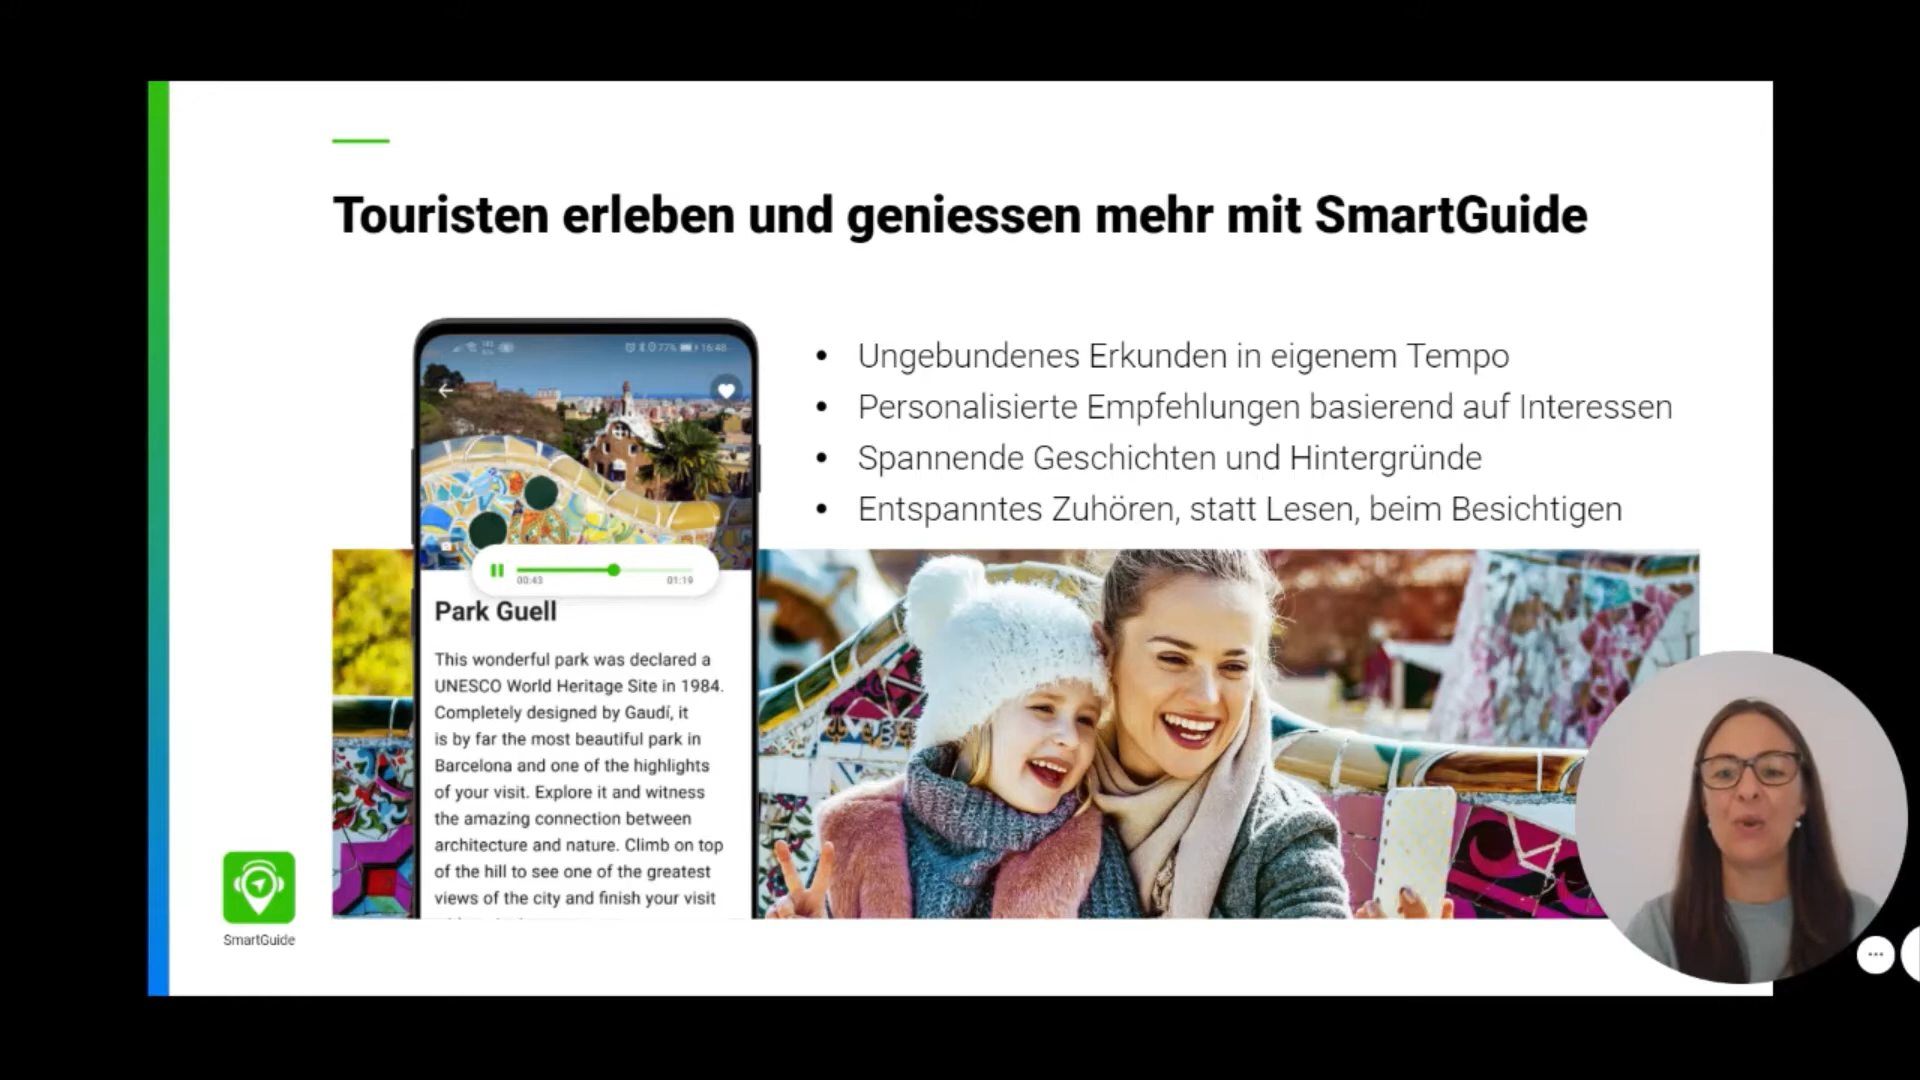 Touristen erleben und geniessen mehr mit SmartGuide
77% 16:48
• Ungebundenes Erkunden in eigenem Tempo
• Personalisierte Empfehlungen basierend auf Interessen
• Spannende Geschichten und Hintergründe
• Entspanntes Zuhören, statt Lesen, beim Besichtigen
00:43 01:19
Park Guell
This wonderful park was declared a
UNESCO World Heritage Site in 1984.
Completely designed by Gaudí, it
is by far the most beautiful park in
Barcelona and one of the highlights
of your visit. Explore it and witness
the amazing connection between
architecture and nature. Climb on top
of the hill to see one of the greatest
views of the city and finish your visit
SmartGuide